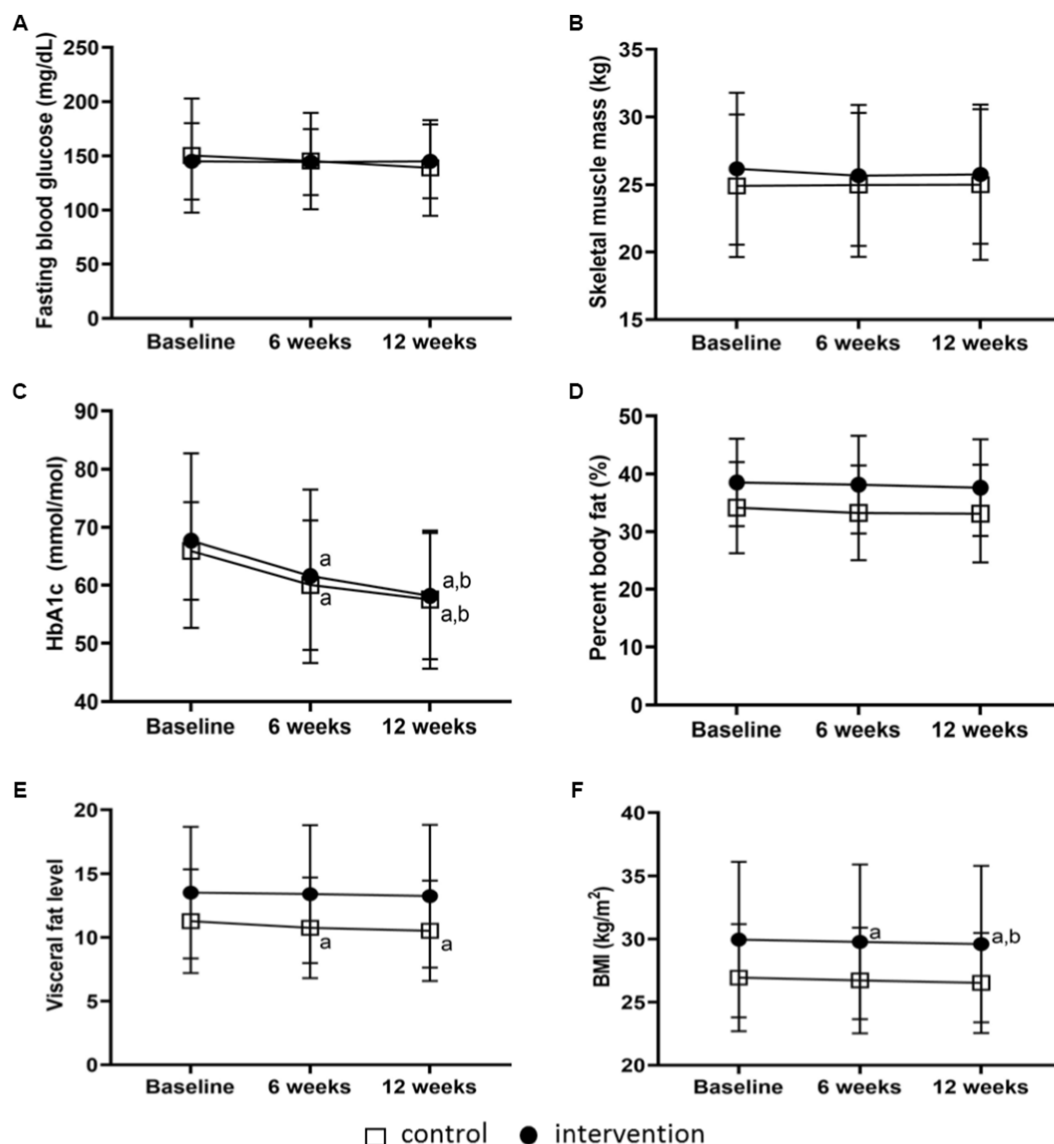 A
Fasting blood glucose (mg/dL)
250
200
150
100
50
0
Baseline
6 weeks
12 weeks
B
Skeletal muscle mass (kg)
35
30
25
20
15
Baseline
6 weeks
12 weeks
C
HbA1c (mmol/mol)
90
80
70
60
50
40
a
a
a,b
a,b
Baseline
6 weeks
12 weeks
D
Percent body fat (%)
50
40
30
20
10
0
Baseline
6 weeks
12 weeks
E
Visceral fat level
20
15
10
5
0
a
a
Baseline
6 weeks
12 weeks
F
BMI (kg/m²)
40
35
30
25
20
a
a,b
Baseline
6 weeks
12 weeks
control
intervention